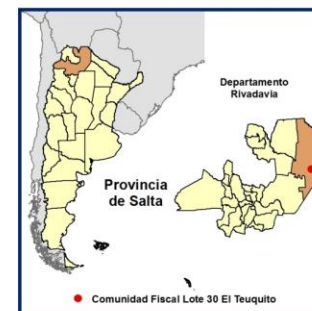 Departamento
Rivadavia
Provincia
de Salta
Comunidad Fiscal Lote 30 El Teuquito